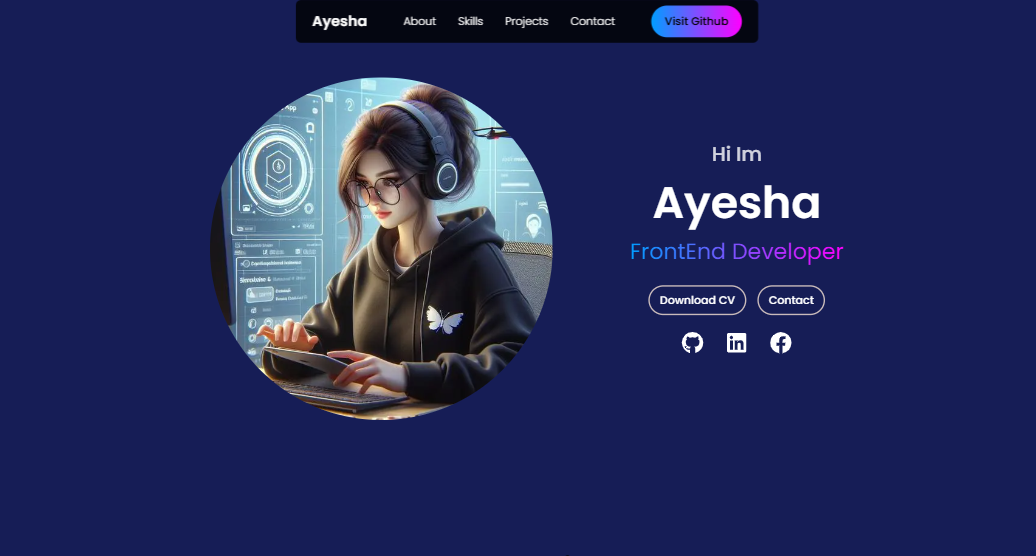 Ayesha
About
Skills
Projects
Contact
Visit Github
Hi Im
Ayesha
FrontEnd Developer
Download CV
Contact